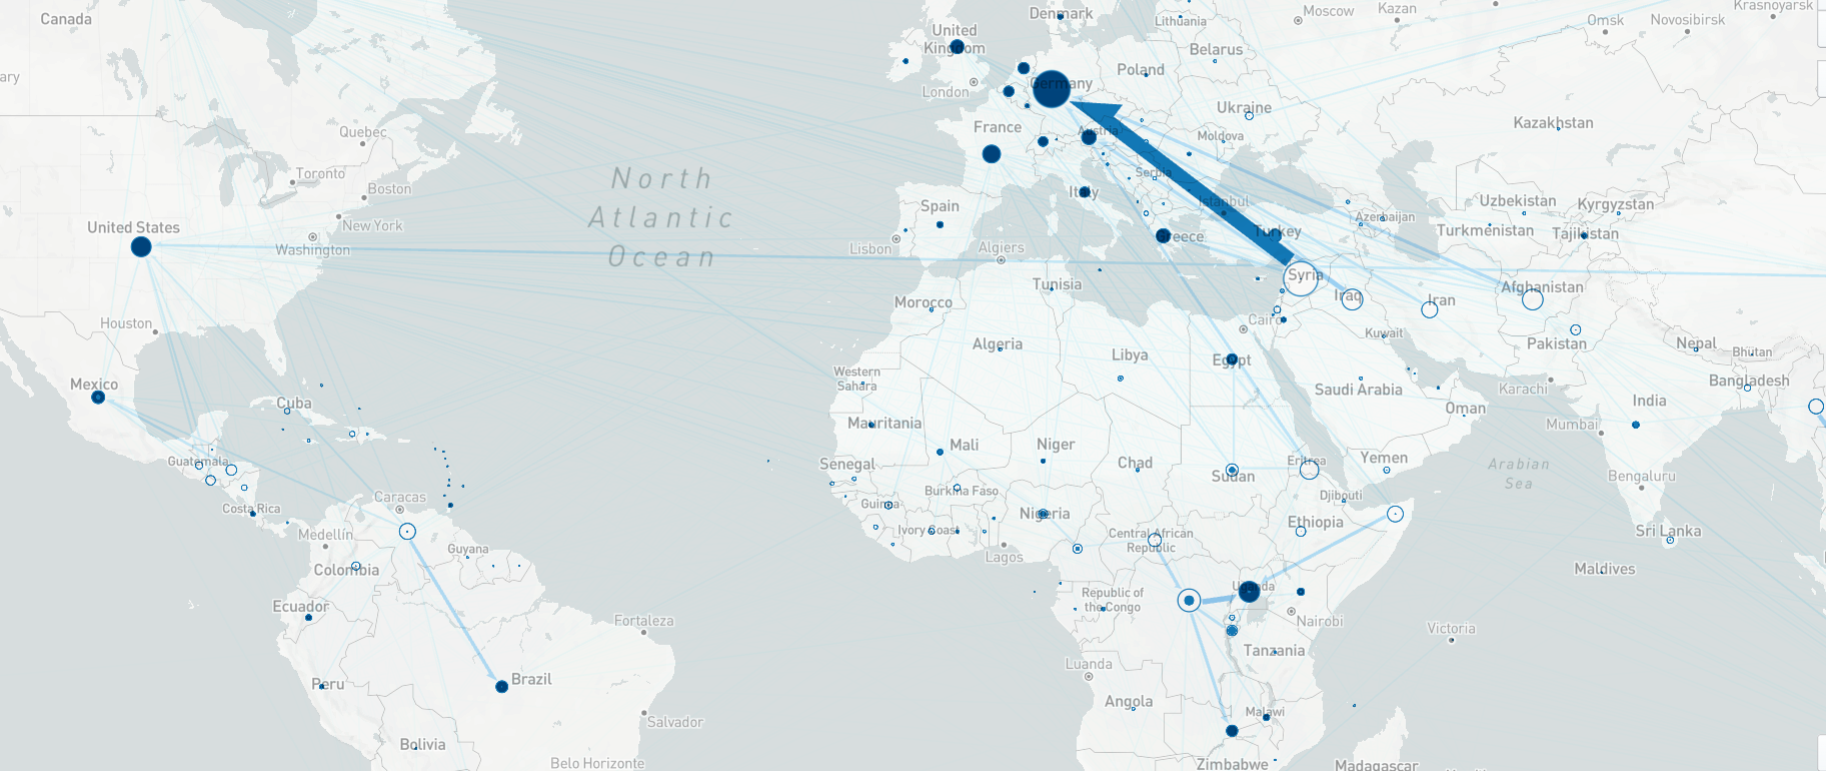 Canada
Denmark
Lithuania
Moscow
Kazan
Omsk
Novosibirsk
Krasnoyarsk
United
Kingdom
Belarus
ary
London
Germany
Poland
Ukraine
Kazakhstan
Quebec
France
Austria
Moldova
Toronto
Boston
North
Atlantic
Ocean
Italy
Serbia
Spain
Istanbul
Azerbaijan
Uzbekistan
Kyrgyzstan
United States
New York
Washington
Lisbon
Algiers
Greece
Turkey
Turkmenistan
Tajikistan
Syria
Tunisia
Iraq
Iran
Afghanistan
Morocco
Houston
Cairo
Kuwait
Pakistan
Nepal
Bhutan
Algeria
Libya
Egypt
Western
Sahara
Mexico
Cuba
Saudi Arabia
Karachi
Bangladesh
Oman
India
Mumbai
Mauritania
Mali
Niger
Chad
Senegal
Guatemala
Sudan
Eritrea
Yemen
Arabian
Sea
Bengaluru
Burkina Faso
Djibouti
Caracas
Costa Rica
Guinea
Nigeria
Ivory Coast
Ethiopia
Central African
Republic
Medellín
Guyana
Lagos
Sri Lanka
Colombia
Maldives
Uganda
Republic of
the Congo
Ecuador
Fortaleza
Nairobi
Victoria
Tanzania
Luanda
Peru
Brazil
Angola
Malawi
Salvador
Bolivia
Belo Horizonte
Zimbabwe
Madagascar